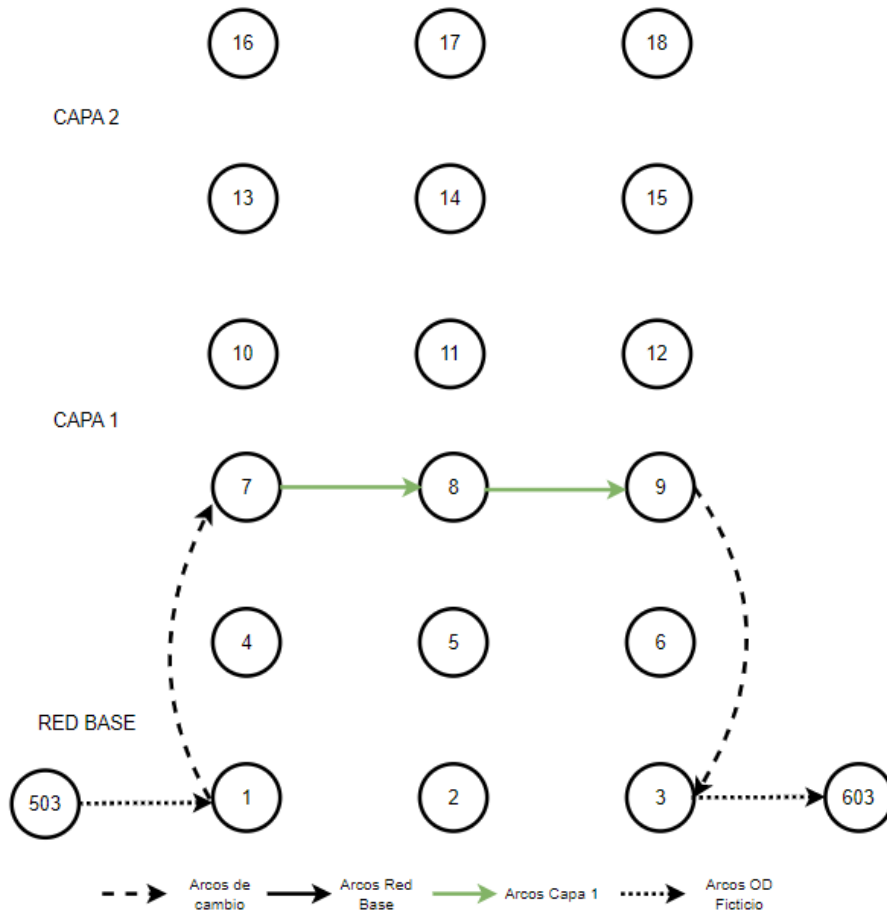 16 17 18
CAPA 2
13 14 15
10 11 12
CAPA 1
7 8 9
4 5 6
RED BASE
503 1 2 3 603
Arcos de
cambio
Arcos Red
Base
Arcos Capa 1
Arcos OD
Ficticio